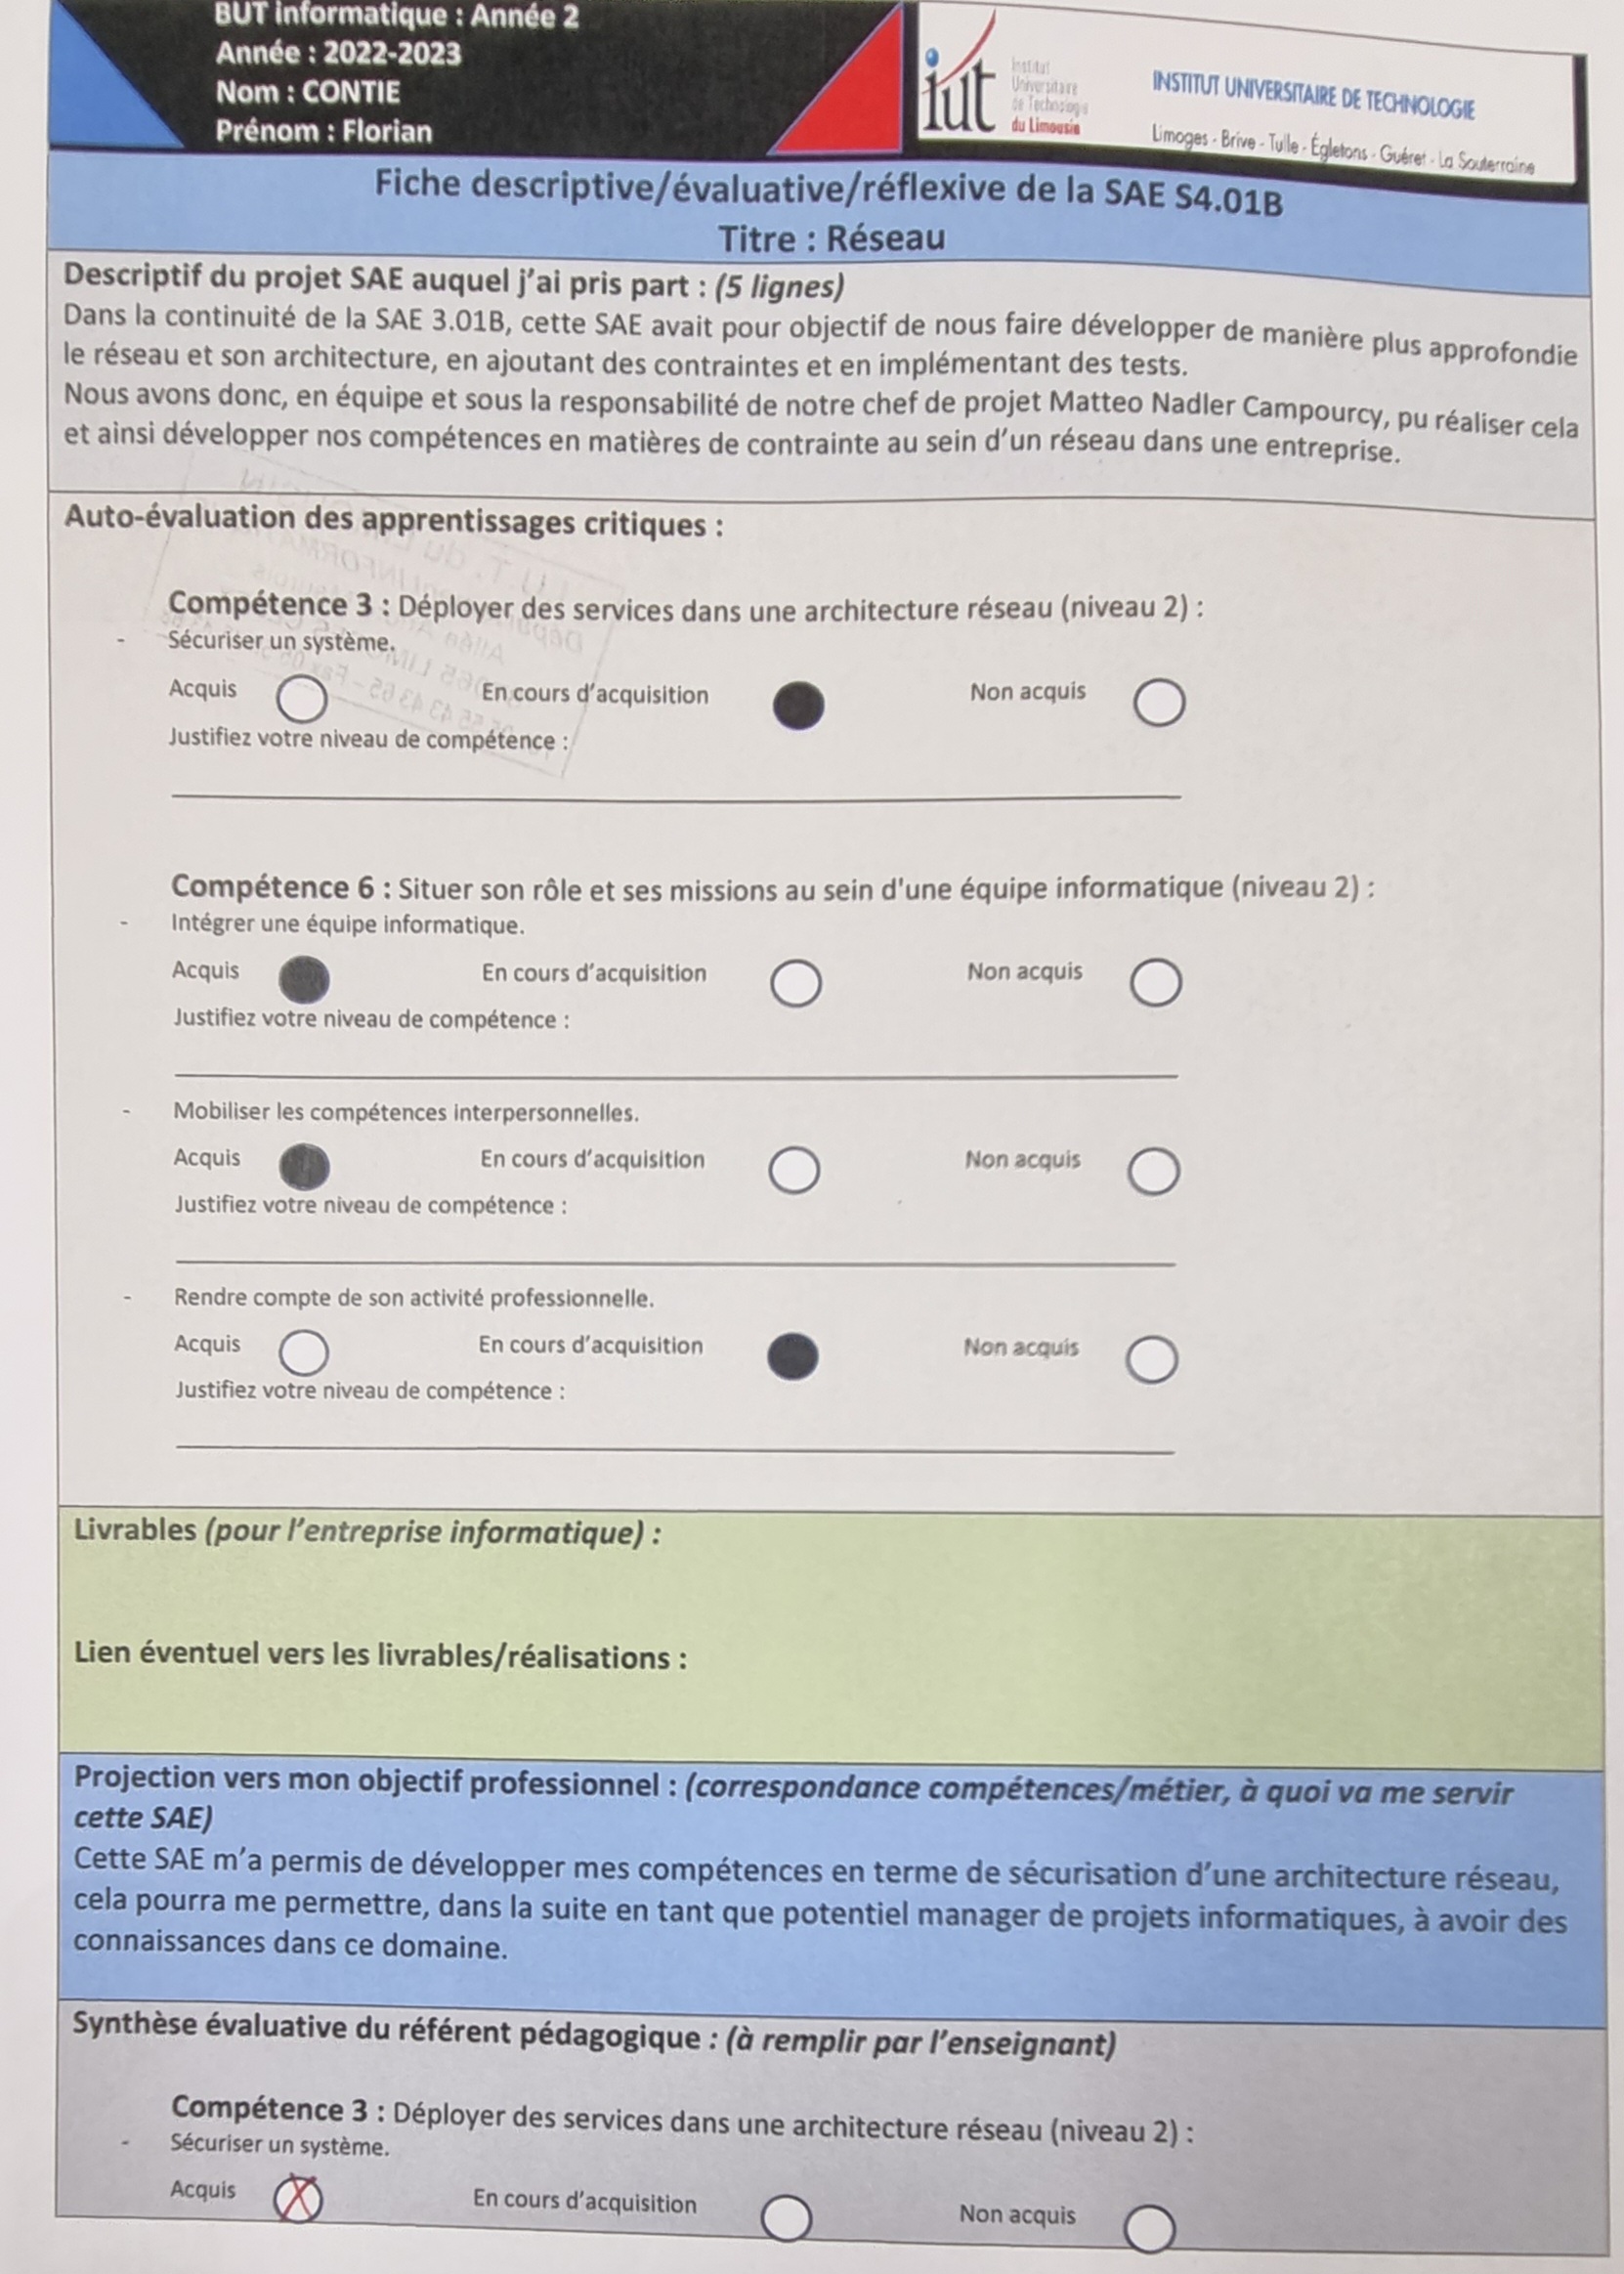 BUT informatique : Année 2
Année : 2022-2023
Nom : CONTIE
Prénom : Florian
iut
Institut
Universitaire
de Technologie
du Limousin
INSTITUT UNIVERSITAIRE DE TECHNOLOGIE
Limoges - Brive - Tulle - Égletons - Guéret - La Souterraine
Fiche descriptive/évaluative/réflexive de la SAE S4.01B
Titre : Réseau
Descriptif du projet SAE auquel j'ai pris part : (5 lignes)
Dans la continuité de la SAE 3.01B, cette SAE avait pour objectif de nous faire développer de manière plus approfondie
le réseau et son architecture, en ajoutant des contraintes et en implémentant des tests.
Nous avons donc, en équipe et sous la responsabilité de notre chef de projet Matteo Nadler Campourcy, pu réaliser cela
et ainsi développer nos compétences en matières de contrainte au sein d'un réseau dans une entreprise.
Auto-évaluation des apprentissages critiques :
Compétence 3 : Déployer des services dans une architecture réseau (niveau 2) :
- Sécuriser un système.
Acquis En cours d'acquisition Non acquis
Justifiez votre niveau de compétence :
Compétence 6 : Situer son rôle et ses missions au sein d'une équipe informatique (niveau 2) :
- Intégrer une équipe informatique.
Acquis En cours d'acquisition Non acquis
Justifiez votre niveau de compétence :
- Mobiliser les compétences interpersonnelles.
Acquis En cours d'acquisition Non acquis
Justifiez votre niveau de compétence :
- Rendre compte de son activité professionnelle.
Acquis En cours d'acquisition Non acquis
Justifiez votre niveau de compétence :
Livrables (pour l'entreprise informatique) :
Lien éventuel vers les livrables/réalisations :
Projection vers mon objectif professionnel : (correspondance compétences/métier, à quoi va me servir
cette SAE)
Cette SAE m'a permis de développer mes compétences en terme de sécurisation d'une architecture réseau,
cela pourra me permettre, dans la suite en tant que potentiel manager de projets informatiques, à avoir des
connaissances dans ce domaine.
Synthèse évaluative du référent pédagogique : (à remplir par l'enseignant)
Compétence 3 : Déployer des services dans une architecture réseau (niveau 2) :
- Sécuriser un système.
Acquis X En cours d'acquisition Non acquis